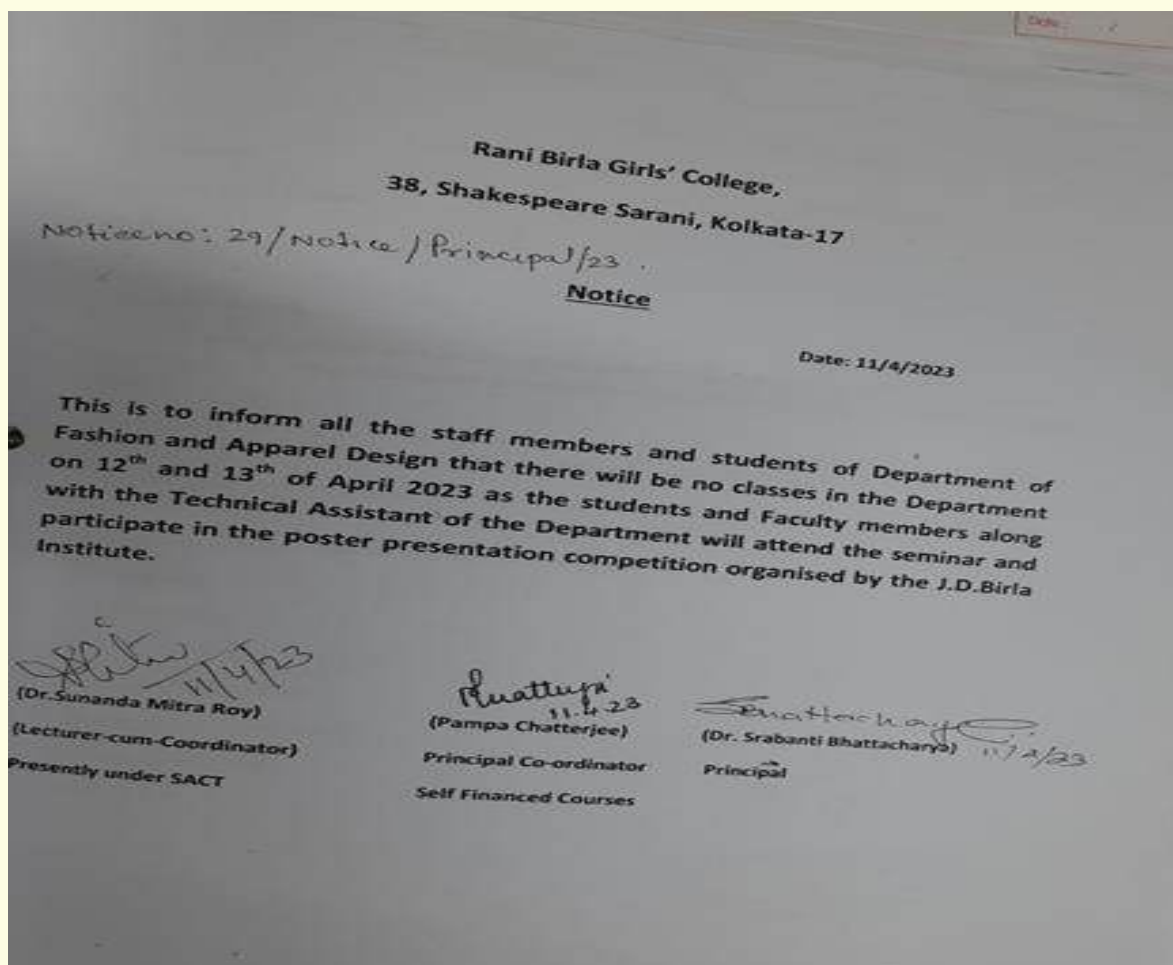 Date: /
Rani Birla Girls' College,
38, Shakespeare Sarani, Kolkata-17
Notice no: 29/Notice/Principal/23.
Notice
Date: 11/4/2023
This is to inform all the staff members and students of Department of
Fashion and Apparel Design that there will be no classes in the Department
on 12th and 13th of April 2023 as the students and Faculty members along
with the Technical Assistant of the Department will attend the seminar and
participate in the poster presentation competition organised by the J.D.Birla
Institute.
11/4/23
11.4.23
11/4/23
(Dr.Sunanda Mitra Roy)
(Pampa Chatterjee)
(Dr. Srabanti Bhattacharya)
(Lecturer-cum-Coordinator)
Principal Co-ordinator
Principal
Presently under SACT
Self Financed Courses